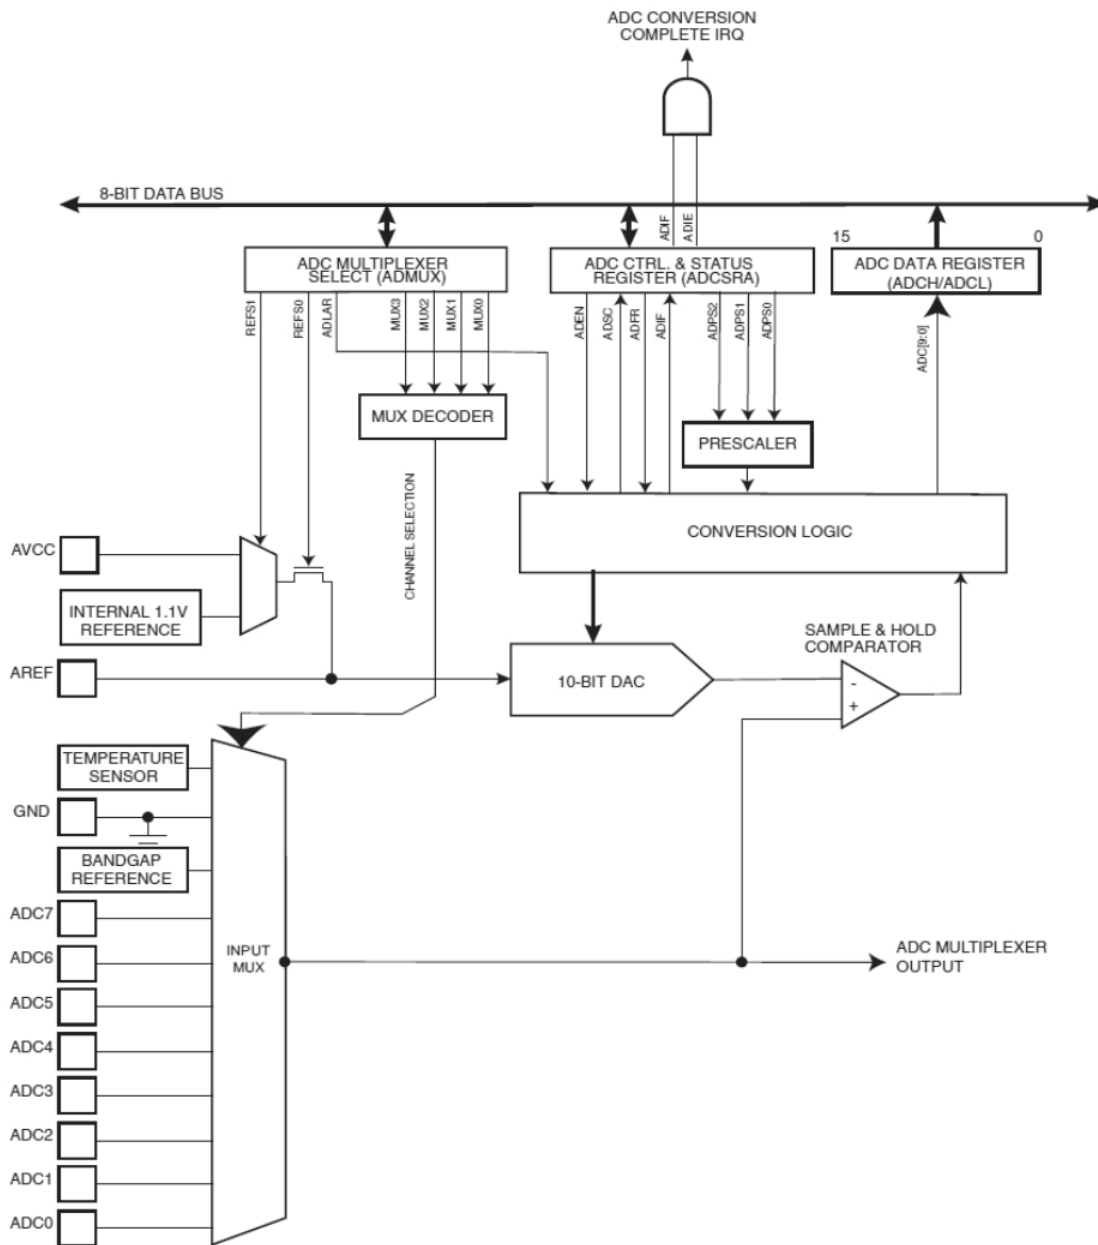 ADC CONVERSION
COMPLETE IRQ
8-BIT DATA BUS
ADIF
ADIE
15
0
ADC MULTIPLEXER
SELECT (ADMUX)
ADC CTRL. & STATUS
REGISTER (ADCSRA)
ADC DATA REGISTER
(ADCH/ADCL)
REFS1
REFS0
ADLAR
MUX3
MUX2
MUX1
MUX0
ADEN
ADSC
ADFR
ADIF
ADPS2
ADPS1
ADPS0
ADC[9:0]
MUX DECODER
PRESCALER
CHANNEL SELECTION
CONVERSION LOGIC
AVCC
INTERNAL 1.1V
REFERENCE
AREF
SAMPLE & HOLD
COMPARATOR
10-BIT DAC
-
+
TEMPERATURE
SENSOR
GND
BANDGAP
REFERENCE
ADC7
ADC6
ADC5
ADC4
ADC3
ADC2
ADC1
ADC0
INPUT
MUX
ADC MULTIPLEXER
OUTPUT